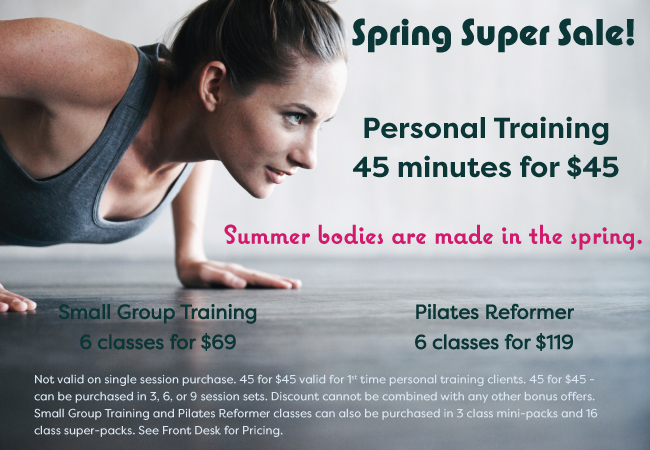 Spring Super Sale!
Personal Training
45 minutes for $45
Summer bodies are made in the spring.
Small Group Training
6 classes for $69
Pilates Reformer
6 classes for $119
Not valid on single session purchase. 45 for $45 valid for 1st time personal training clients. 45 for $45 -
can be purchased in 3, 6, or 9 session sets. Discount cannot be combined with any other bonus offers.
Small Group Training and Pilates Reformer classes can also be purchased in 3 class mini-packs and 16
class super-packs. See Front Desk for Pricing.